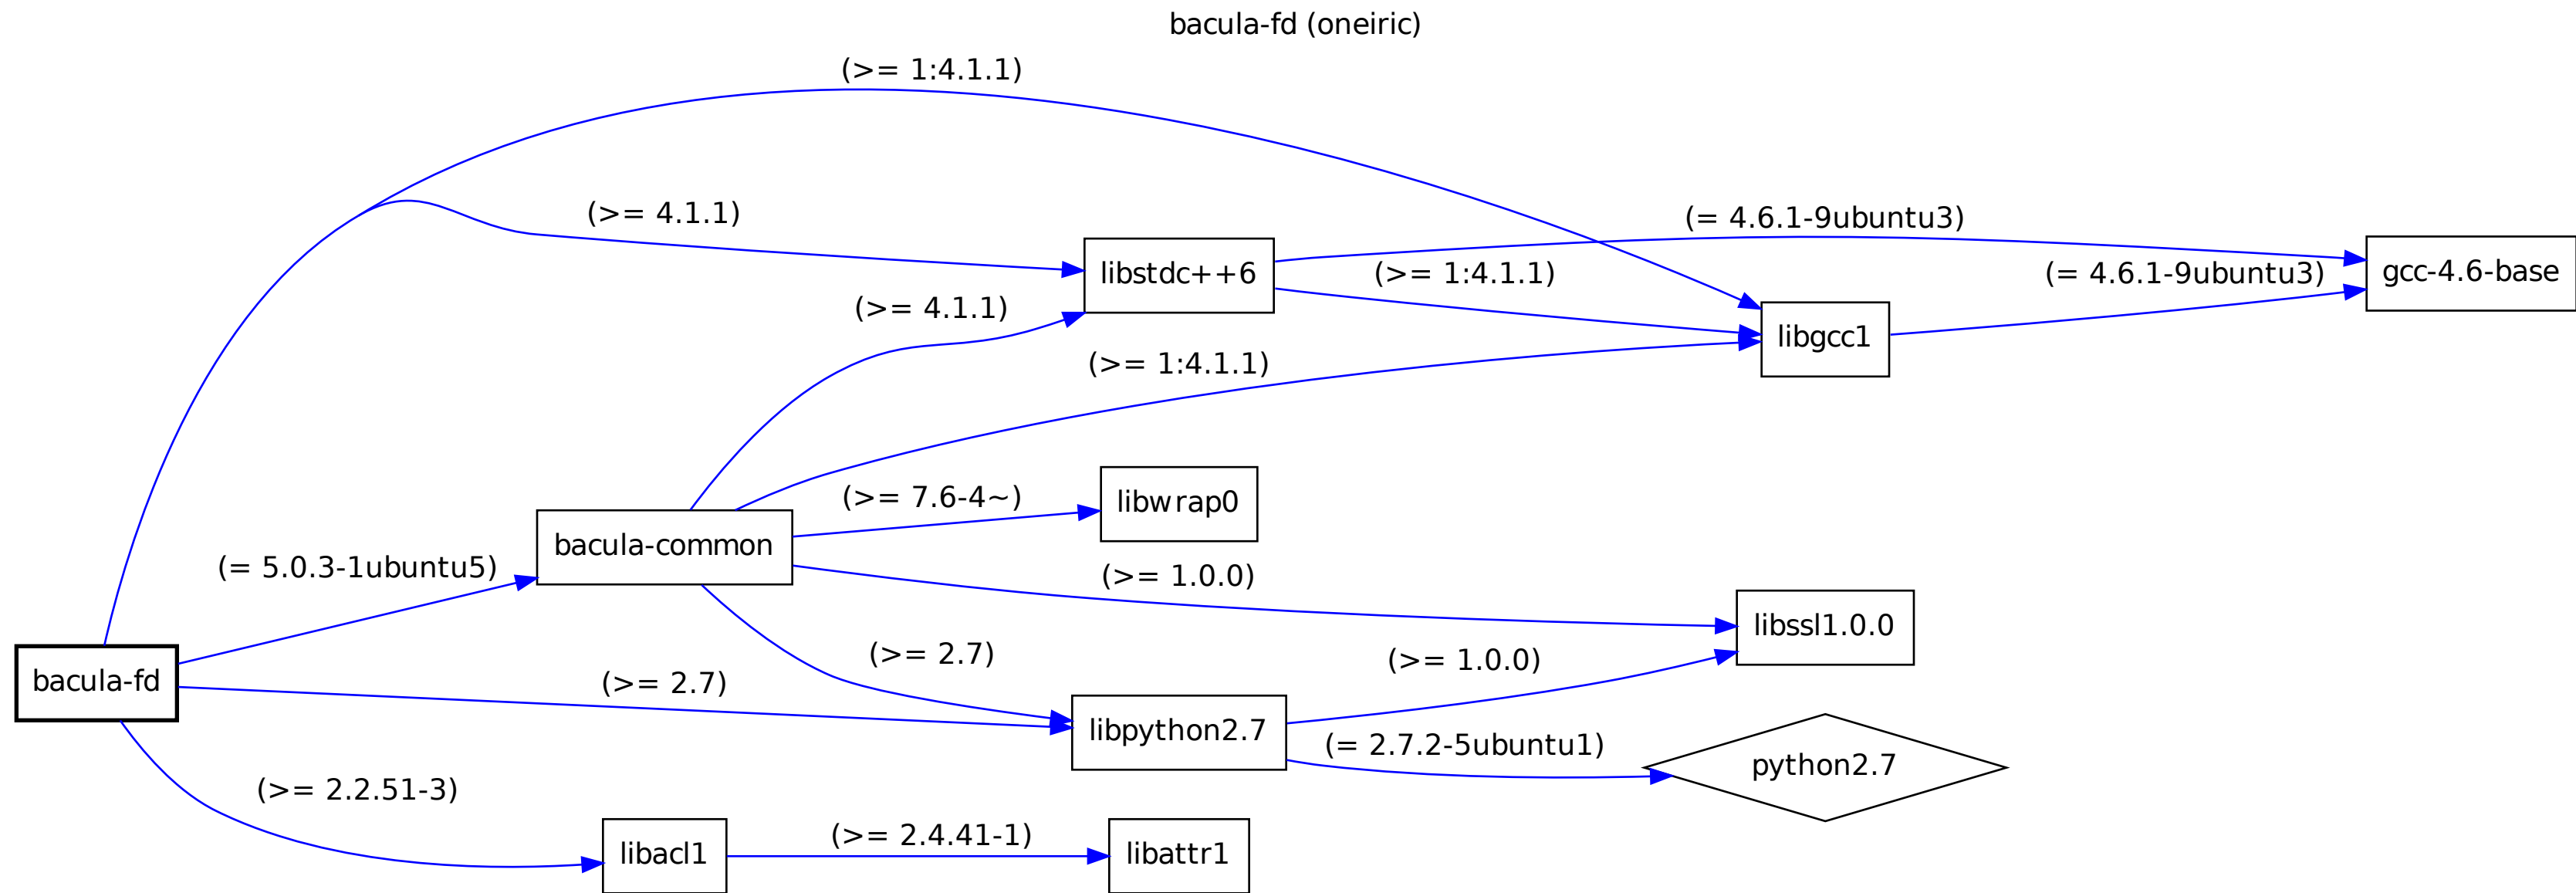 bacula-fd (oneiric)
(>= 1:4.1.1)
(>= 4.1.1)
(= 4.6.1-9ubuntu3)
libstdc++6
(>= 1:4.1.1)
(= 4.6.1-9ubuntu3)
gcc-4.6-base
(>= 4.1.1)
libgcc1
(>= 1:4.1.1)
(>= 7.6-4~)
libwrap0
bacula-common
(= 5.0.3-1ubuntu5)
(>= 1.0.0)
libssl1.0.0
(>= 2.7)
(>= 1.0.0)
bacula-fd
(>= 2.7)
libpython2.7
(= 2.7.2-5ubuntu1)
python2.7
(>= 2.2.51-3)
libacl1
(>= 2.4.41-1)
libattr1